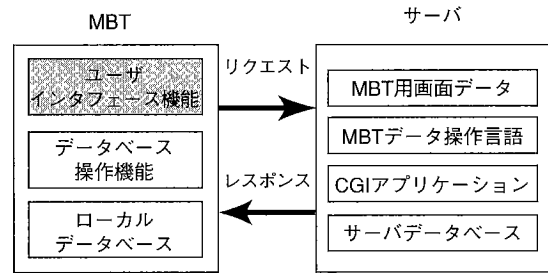 MBT
ユーザ
インタフェース機能
データベース
操作機能
ローカル
データベース
リクエスト
レスポンス
サーバ
MBT用画面データ
MBTデータ操作言語
CGIアプリケーション
サーバデータベース